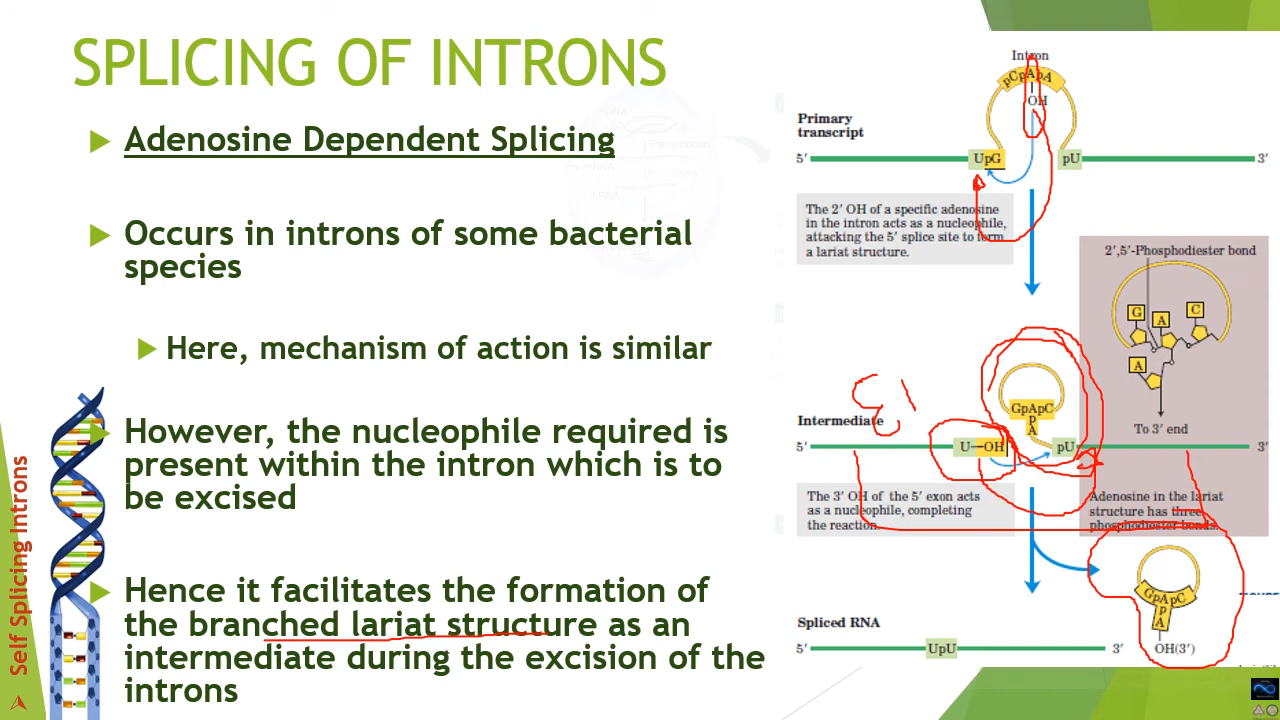 SPLICING OF INTRONS
Adenosine Dependent Splicing
Occurs in introns of some bacterial
species
Here, mechanism of action is similar
However, the nucleophile required is
present within the intron which is to
be excised
Hence it facilitates the formation of
the branched lariat structure as an
intermediate during the excision of the
introns
Self Splicing Introns
Intron
pCpApA
OH
Primary
transcript
5′ UpG pU 3′
The 2′ OH of a specific adenosine
in the intron acts as a nucleophile,
attacking the 5′ splice site to form
a lariat structure.
2′,5′-Phosphodiester bond
G A C
A
To 3′ end
GpApC
p
A
Intermediate
5′ U—OH pU 3′
The 3′ OH of the 5′ exon acts
as a nucleophile, completing
the reaction.
Adenosine in the lariat
structure has three
phosphodiester bonds.
GpApC
p
A
OH(3′)
Spliced RNA
5′ UpU 3′